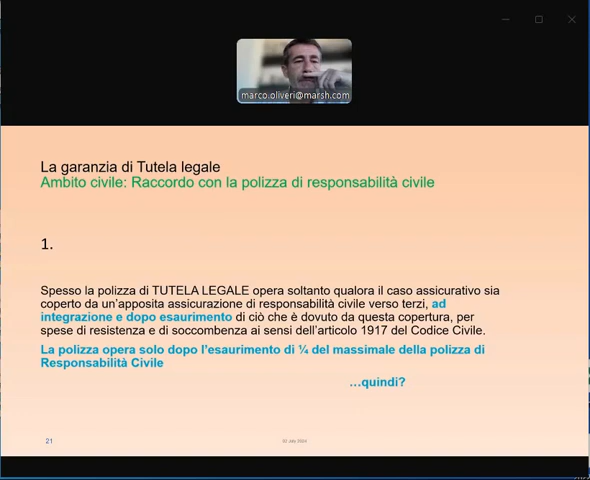 marco.oliveri@marsh.com
La garanzia di Tutela legale
Ambito civile: Raccordo con la polizza di responsabilità civile
1.
Spesso la polizza di TUTELA LEGALE opera soltanto qualora il caso assicurativo sia
coperto da un’apposita assicurazione di responsabilità civile verso terzi, ad
integrazione e dopo esaurimento di ciò che è dovuto da questa copertura, per
spese di resistenza e di soccombenza ai sensi dell’articolo 1917 del Codice Civile.
La polizza opera solo dopo l’esaurimento di ¼ del massimale della polizza di
Responsabilità Civile
…quindi?
21